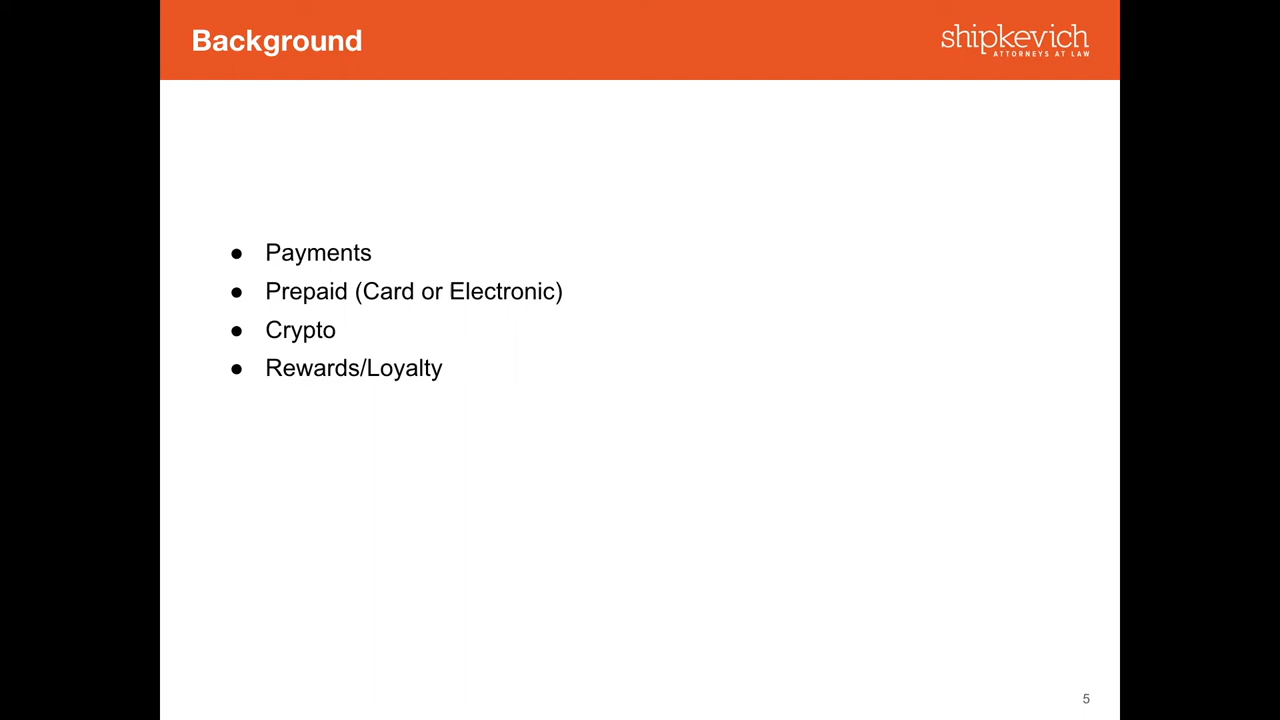 Background
shipkevich
ATTORNEYS AT LAW
● Payments
● Prepaid (Card or Electronic)
● Crypto
● Rewards/Loyalty
5